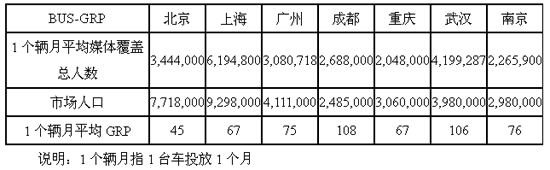 BUS-GRP 北京 上海 广州 成都 重庆 武汉 南京
1个辆月平均媒体覆盖总人数 3,444,000 6,194,800 3,080,718 2,688,000 2,048,000 4,199,287 2,265,900
市场人口 7,718,000 9,298,000 4,111,000 2,485,000 3,060,000 3,980,000 2,980,000
1个辆月平均GRP 45 67 75 108 67 106 76
说明：1个辆月指1台车投放1个月